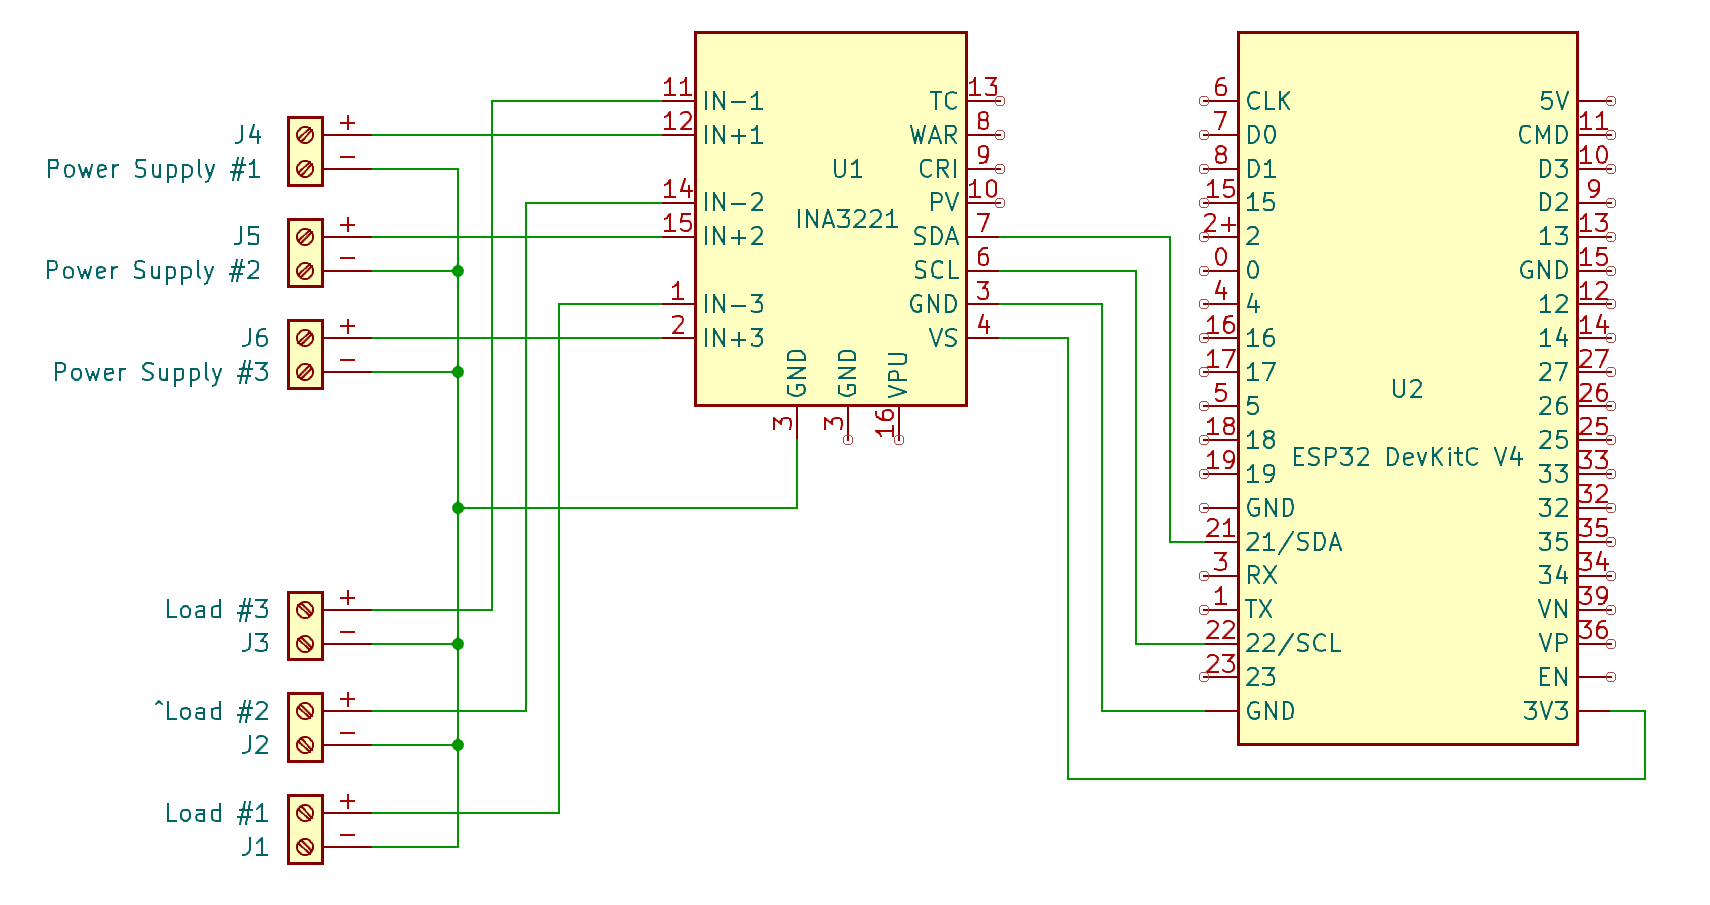 J4
Power Supply #1
+
−
J5
Power Supply #2
+
−
J6
Power Supply #3
+
−
Load #3
J3
+
−
^Load #2
J2
+
−
Load #1
J1
+
−
U1
INA3221
11 IN-1
12 IN+1
14 IN-2
15 IN+2
1 IN-3
2 IN+3
TC 13
WAR 8
CRI 9
PV 10
SDA 7
SCL 6
GND 3
VS 4
GND 3
GND 3
VPU 16
U2
ESP32 DevKitC V4
6 CLK
7 D0
8 D1
15 15
2+ 2
0 0
4 4
16 16
17 17
5 5
18 18
19 19
GND
21 21/SDA
3 RX
1 TX
22 22/SCL
23 23
GND
5V
CMD 11
D3 10
D2 9
13 13
GND 15
12 12
14 14
27 27
26 26
25 25
33 33
32 32
35 35
34 34
VN 39
VP 36
EN
3V3